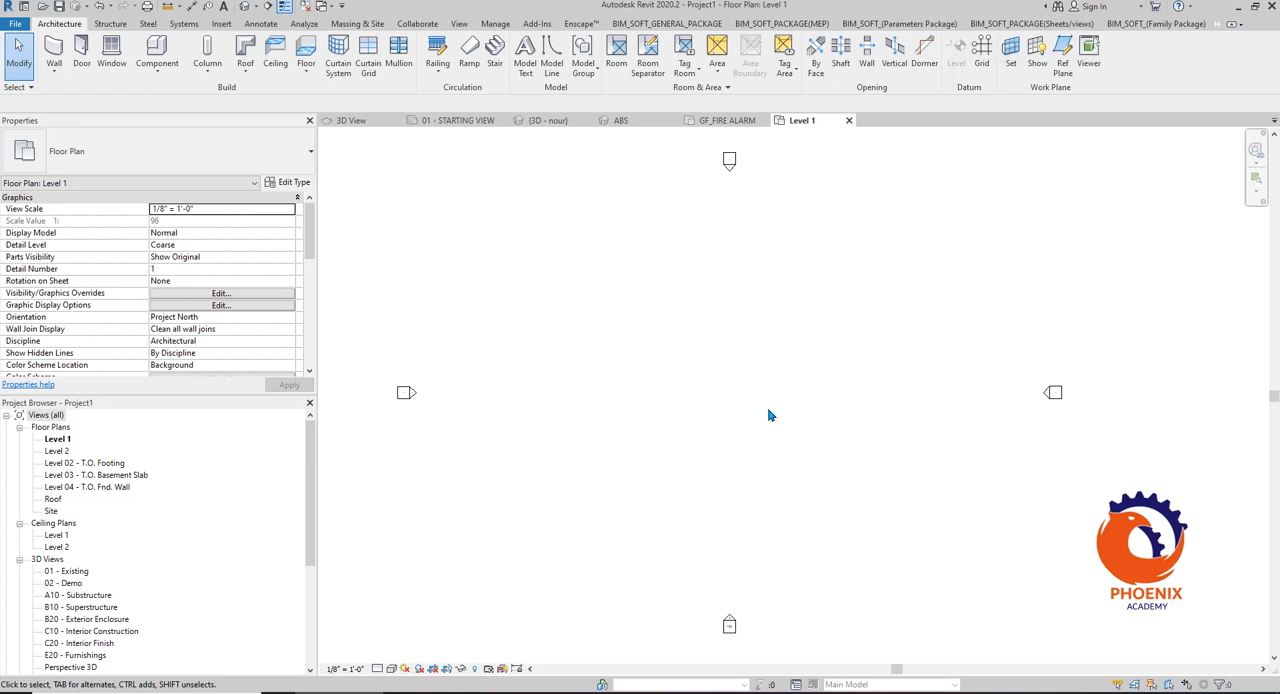 Autodesk Revit 2020.2 - Project1 - Floor Plan: Level 1
Sign In
File Architecture Structure Steel Systems Insert Annotate Analyze Massing & Site Collaborate View Manage Add-Ins Enscape™ BIM_SOFT_GENERAL_PACKAGE BIM_SOFT_PACKAGE(MEP) BIM_SOFT_(Parameters Package) BIM_SOFT_PACKAGE(Sheets/views) BIM_SOFT_(Family Package)
Modify Wall Door Window Component Column Roof Ceiling Floor Curtain System Curtain Grid Mullion Railing Ramp Stair Model Text Model Line Model Group Room Room Separator Tag Room Area Area Boundary Tag Area By Face Shaft Wall Vertical Dormer Level Grid Set Show Ref Plane Viewer
Select Build Circulation Model Room & Area Opening Datum Work Plane
Properties
3D View 01 - STARTING VIEW {3D - nour} ABS GF_FIRE ALARM Level 1
Floor Plan
Floor Plan: Level 1 Edit Type
Graphics
View Scale 1/8" = 1'-0"
Scale Value 1: 96
Display Model Normal
Detail Level Coarse
Parts Visibility Show Original
Detail Number 1
Rotation on Sheet None
Visibility/Graphics Overrides Edit...
Graphic Display Options Edit...
Orientation Project North
Wall Join Display Clean all wall joins
Discipline Architectural
Show Hidden Lines By Discipline
Color Scheme Location Background
Properties help Apply
Project Browser - Project1
Views (all)
Floor Plans
Level 1
Level 2
Level 02 - T.O. Footing
Level 03 - T.O. Basement Slab
Level 04 - T.O. Fnd. Wall
Roof
Site
Ceiling Plans
Level 1
Level 2
3D Views
01 - Existing
02 - Demo
A10 - Substructure
B10 - Superstructure
B20 - Exterior Enclosure
C10 - Interior Construction
C20 - Interior Finish
E20 - Furnishings
Perspective 3D
PHOENIX
ACADEMY
1/8" = 1'-0"
Click to select, TAB for alternates, CTRL adds, SHIFT unselects.
:0 Main Model :0